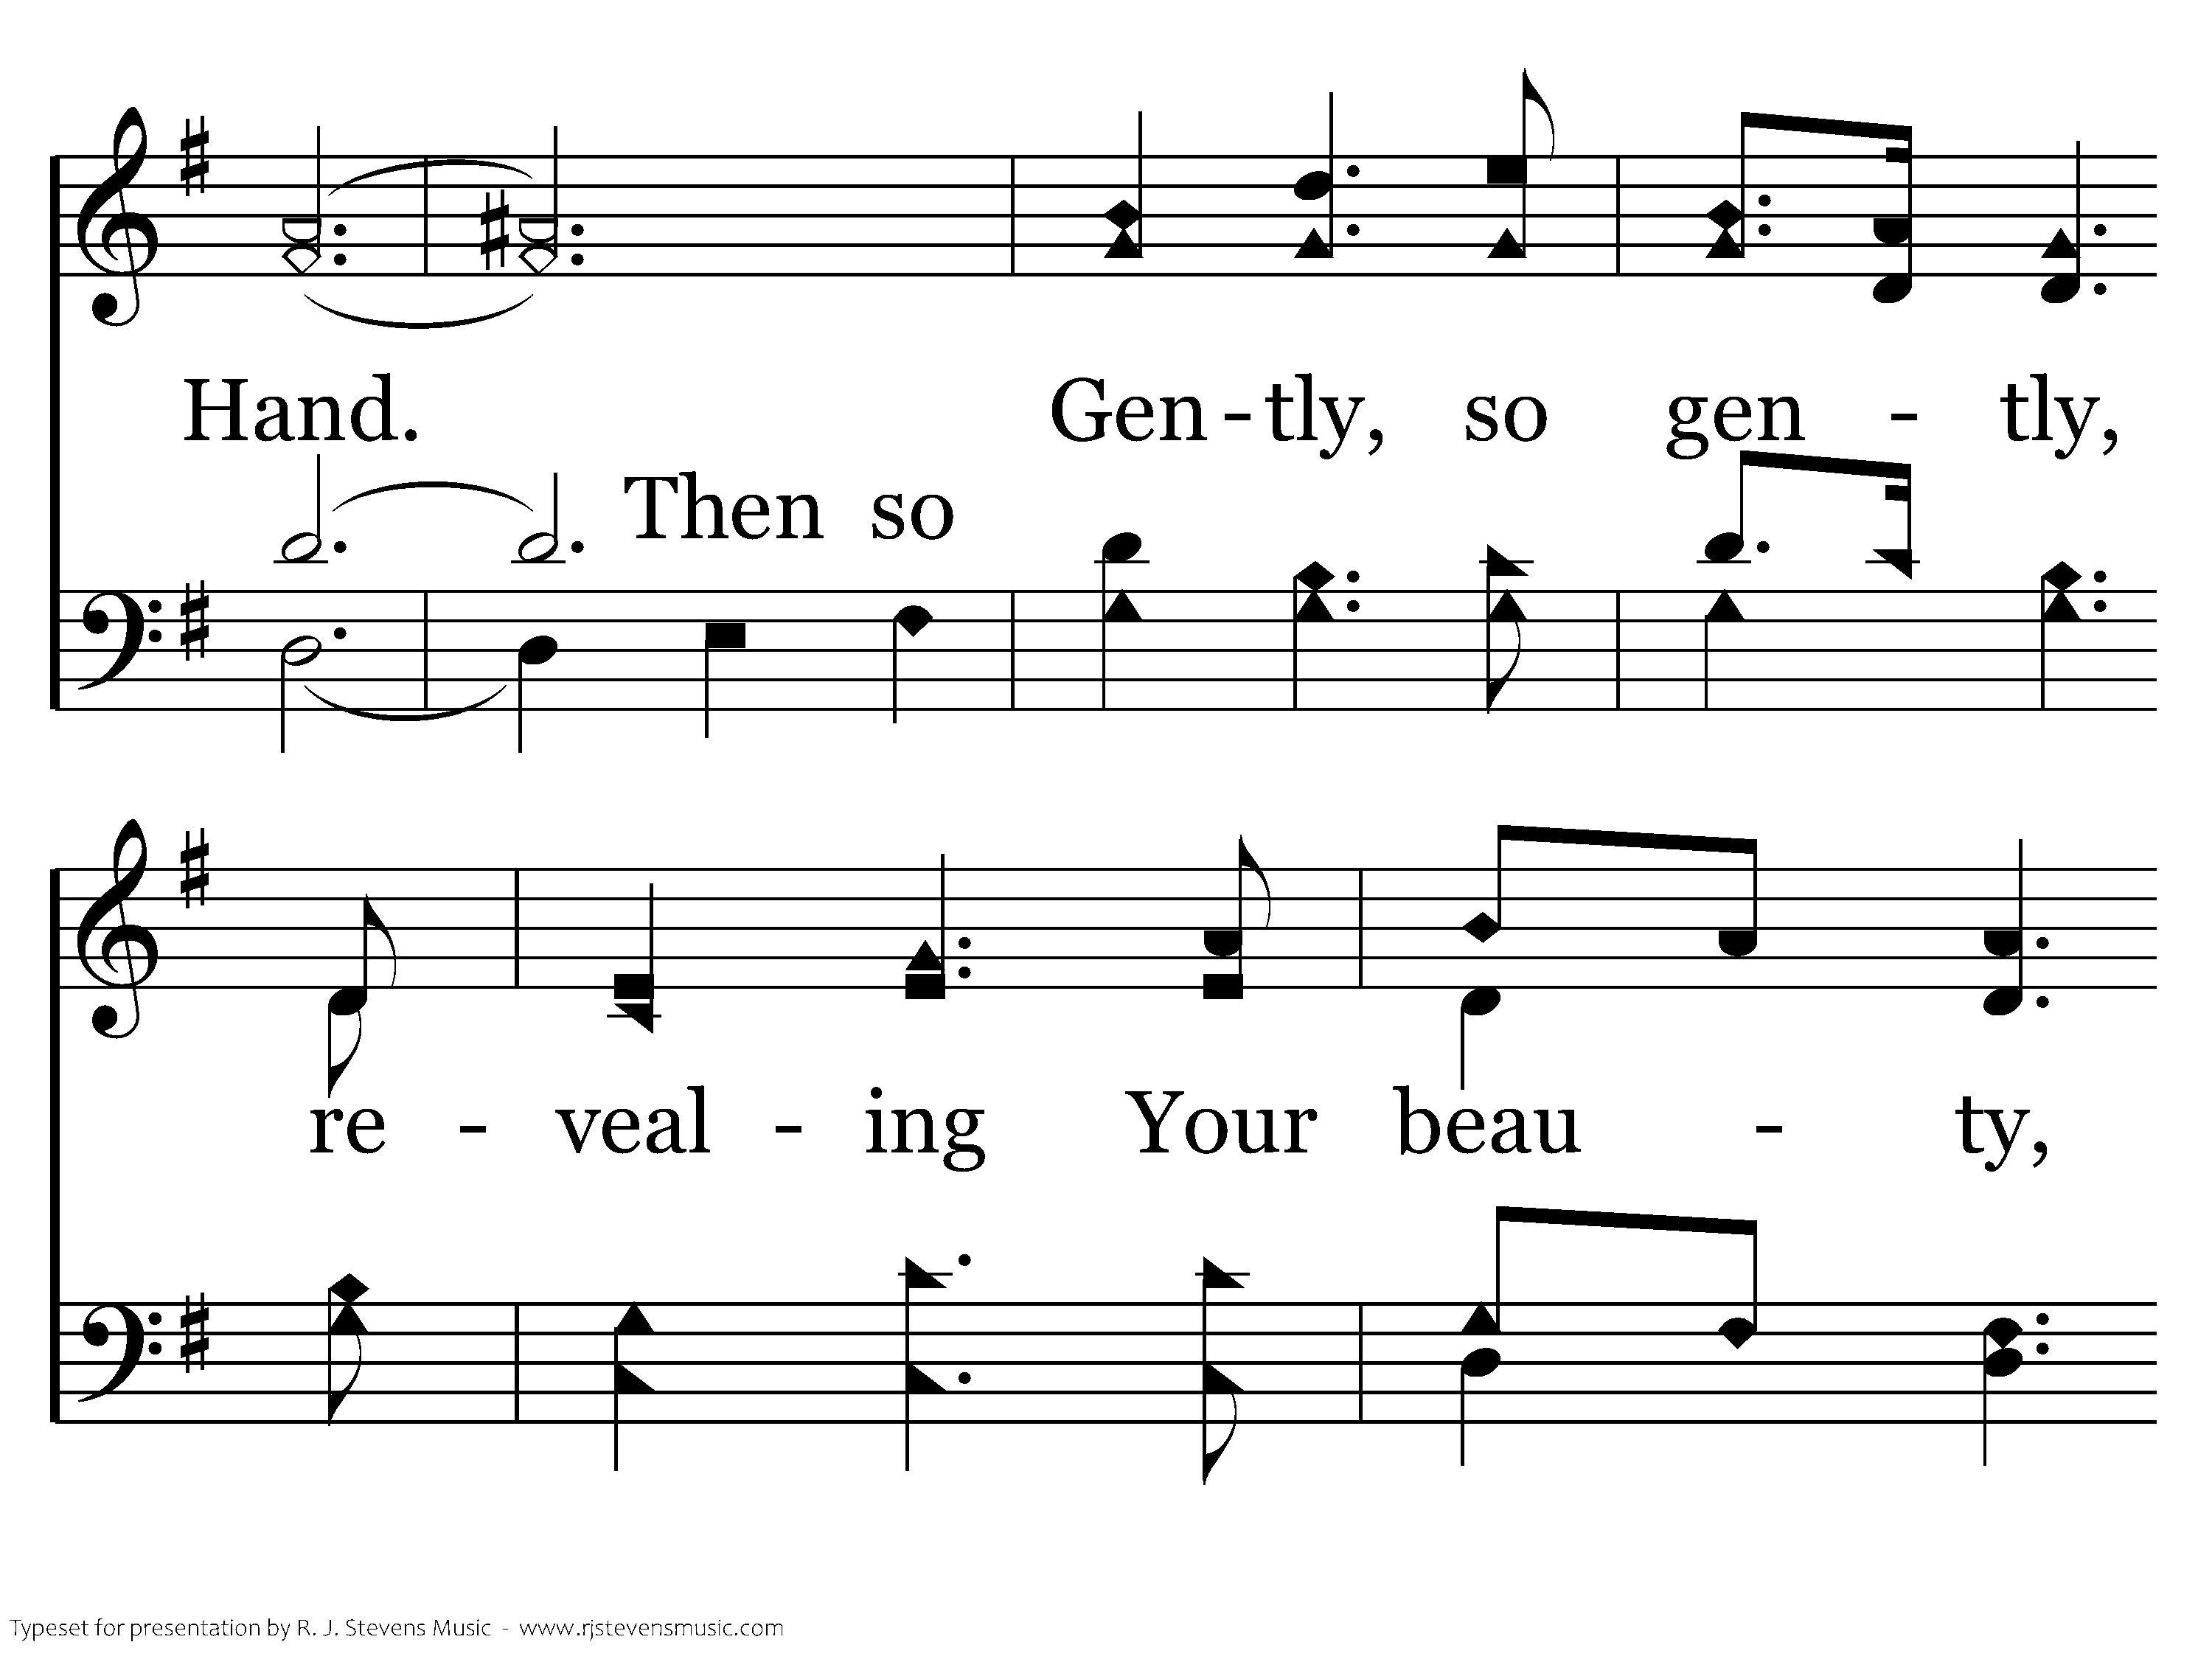 Hand. Gen - tly, so gen - tly,
Then so
re - veal - ing Your beau - ty,
Typeset for presentation by R. J. Stevens Music - www.rjstevensmusic.com